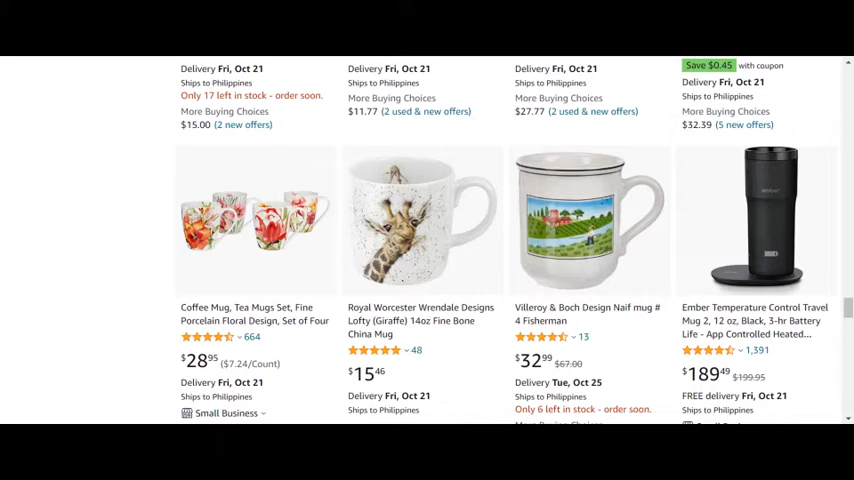 Delivery Fri, Oct 21
Ships to Philippines
Only 17 left in stock - order soon.
More Buying Choices
$15.00 (2 new offers)
Delivery Fri, Oct 21
Ships to Philippines
More Buying Choices
$11.77 (2 used & new offers)
Delivery Fri, Oct 21
Ships to Philippines
More Buying Choices
$27.77 (2 used & new offers)
Save $0.45 with coupon
Delivery Fri, Oct 21
Ships to Philippines
More Buying Choices
$32.39 (5 new offers)
Coffee Mug, Tea Mugs Set, Fine
Porcelain Floral Design, Set of Four
664
$28.95 ($7.24/Count)
Delivery Fri, Oct 21
Ships to Philippines
Small Business
Royal Worcester Wrendale Designs
Lofty (Giraffe) 14oz Fine Bone
China Mug
48
$15.46
Delivery Fri, Oct 21
Ships to Philippines
Villeroy & Boch Design Naif mug #
4 Fisherman
13
$32.99 $67.00
Delivery Tue, Oct 25
Ships to Philippines
Only 6 left in stock - order soon.
ember
Ember Temperature Control Travel
Mug 2, 12 oz, Black, 3-hr Battery
Life - App Controlled Heated...
1,391
$189.49 $199.95
FREE delivery Fri, Oct 21
Ships to Philippines